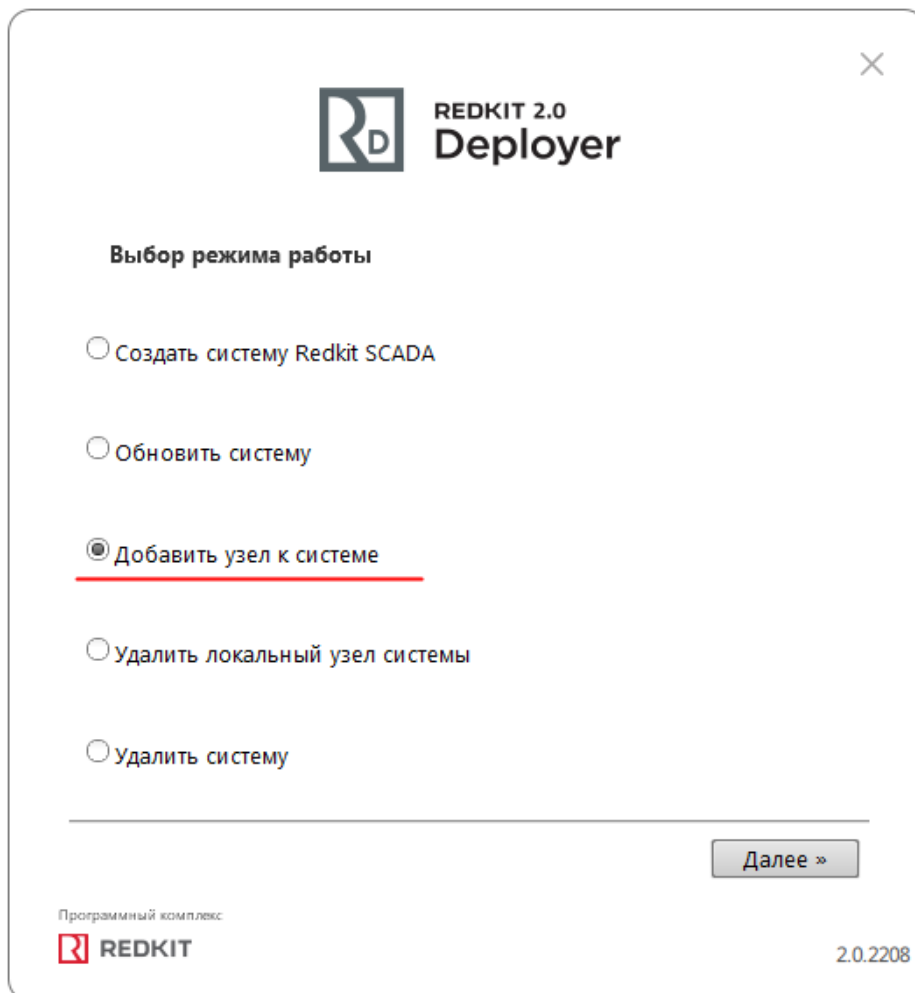 REDKIT 2.0
Deployer
Выбор режима работы
Создать систему Redkit SCADA
Обновить систему
Добавить узел к системе
Удалить локальный узел системы
Удалить систему
Далее »
Программный комплекс
REDKIT
2.0.2208